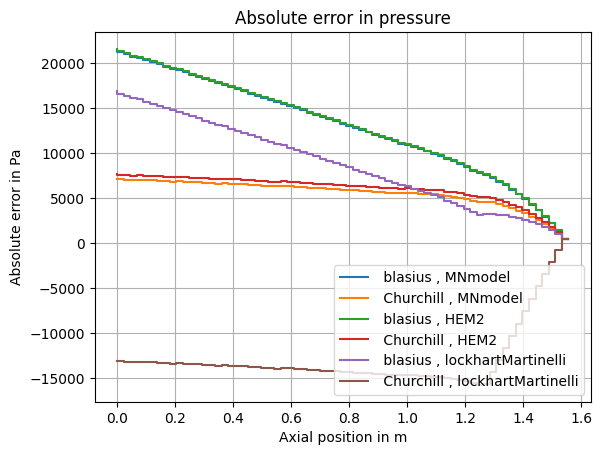 Absolute error in pressure
Absolute error in Pa
20000
15000
10000
5000
0
−5000
−10000
−15000
blasius , MNmodel
Churchill , MNmodel
blasius , HEM2
Churchill , HEM2
blasius , lockhartMartinelli
Churchill , lockhartMartinelli
0.0 0.2 0.4 0.6 0.8 1.0 1.2 1.4 1.6
Axial position in m